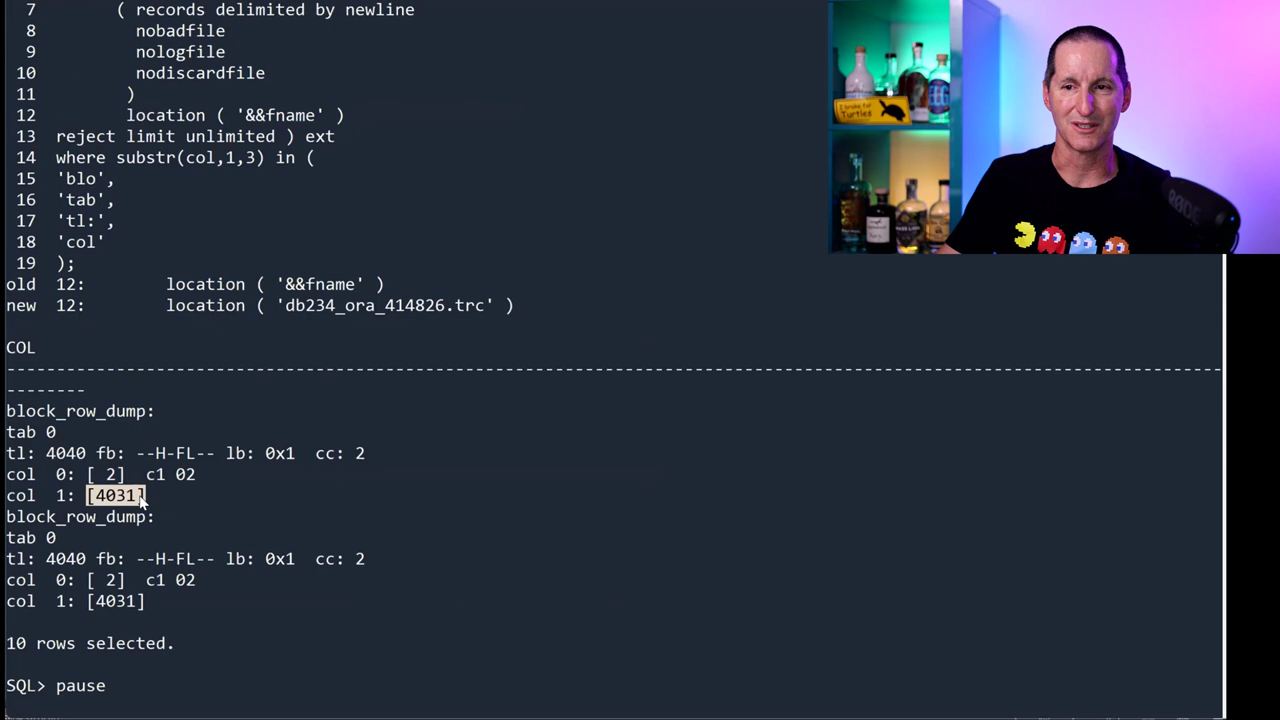 7         ( records delimited by newline
8           nobadfile
9           nologfile
10           nodiscardfile
11          )
12          location ( '&&fname' )
13   reject limit unlimited ) ext
14   where substr(col,1,3) in (
15   'blo',
16   'tab',
17   'tl:',
18   'col'
19   );
old  12:        location ( '&&fname' )
new  12:        location ( 'db234_ora_414826.trc' )
COL
--------------------------------------------------------------------------------------------------------------------------
--------
block_row_dump:
tab 0
tl: 4040 fb: --H-FL-- lb: 0x1  cc: 2
col  0: [ 2]  c1 02
col  1: [4031]
block_row_dump:
tab 0
tl: 4040 fb: --H-FL-- lb: 0x1  cc: 2
col  0: [ 2]  c1 02
col  1: [4031]
10 rows selected.
SQL> pause
I brake for
Turtles
RØDE